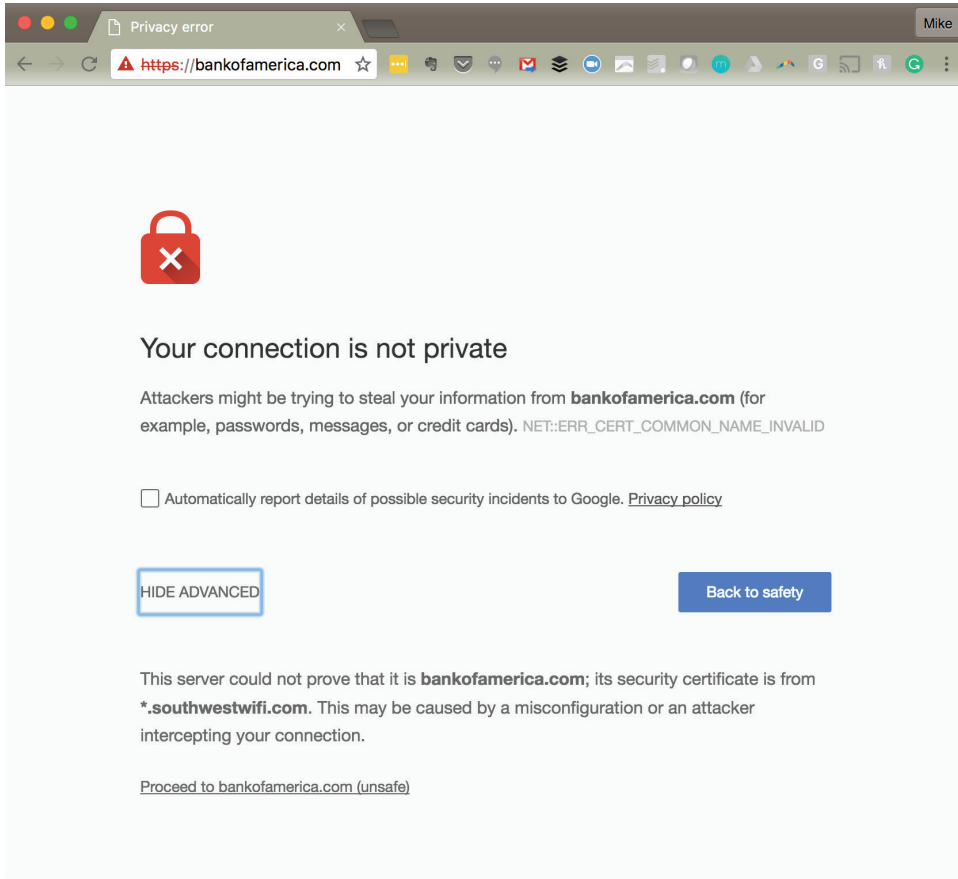 Privacy error
Mike
https://bankofamerica.com
m
G
G
Your connection is not private
Attackers might be trying to steal your information from bankofamerica.com (for
example, passwords, messages, or credit cards). NET::ERR_CERT_COMMON_NAME_INVALID
Automatically report details of possible security incidents to Google. Privacy policy
HIDE ADVANCED
Back to safety
This server could not prove that it is bankofamerica.com; its security certificate is from
*.southwestwifi.com. This may be caused by a misconfiguration or an attacker
intercepting your connection.
Proceed to bankofamerica.com (unsafe)